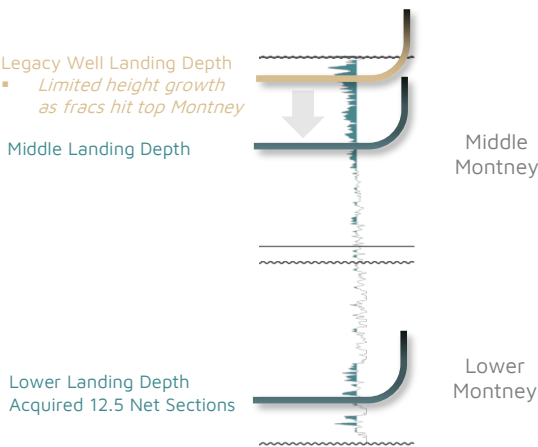 Legacy Well Landing Depth
▪ Limited height growth
as fracs hit top Montney
Middle Landing Depth
Middle
Montney
Lower Landing Depth
Acquired 12.5 Net Sections
Lower
Montney